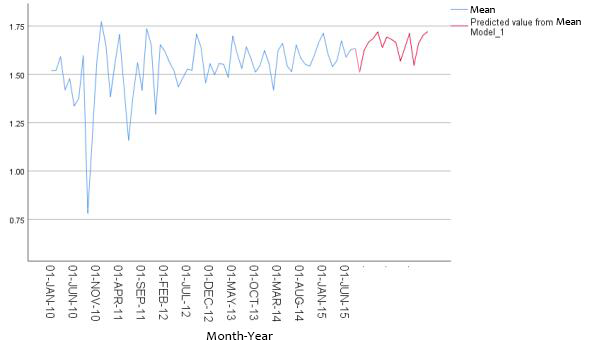 Mean
Predicted value from Mean
Model_1
1.75
1.50
1.25
1.00
0.75
01-JAN-10
01-JUN-10
01-NOV-10
01-APR-11
01-SEP-11
01-FEB-12
01-JUL-12
01-DEC-12
01-MAY-13
01-OCT-13
01-MAR-14
01-AUG-14
01-JAN-15
01-JUN-15
.
.
.
Month-Year